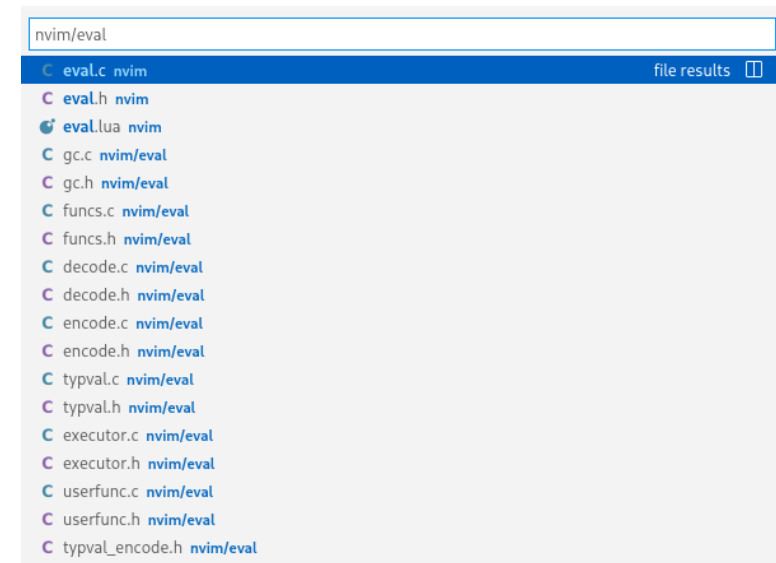 nvim/eval
C eval.c nvim file results
C eval.h nvim
eval.lua nvim
C gc.c nvim/eval
C gc.h nvim/eval
C funcs.c nvim/eval
C funcs.h nvim/eval
C decode.c nvim/eval
C decode.h nvim/eval
C encode.c nvim/eval
C encode.h nvim/eval
C typval.c nvim/eval
C typval.h nvim/eval
C executor.c nvim/eval
C executor.h nvim/eval
C userfunc.c nvim/eval
C userfunc.h nvim/eval
C typval_encode.h nvim/eval